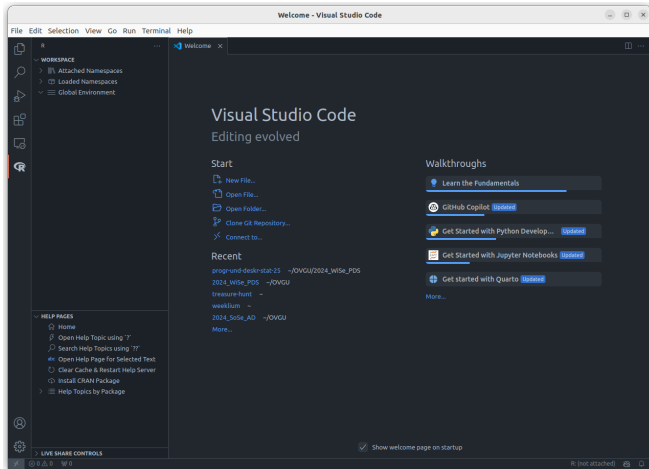 Welcome - Visual Studio Code
File Edit Selection View Go Run Terminal Help
R
Welcome
WORKSPACE
Attached Namespaces
Loaded Namespaces
Global Environment
Visual Studio Code
Editing evolved
Start
New File...
Open File...
Open Folder...
Clone Git Repository...
Connect to...
Recent
progr-und-deskr-stat-25 ~/OVGU/2024_WiSe_PDS
2024_WiSe_PDS ~/OVGU
treasure-hunt ~
weeklium ~
2024_SoSe_AD ~/OVGU
More...
Walkthroughs
Learn the Fundamentals
GitHub Copilot Updated
Get Started with Python Develop... Updated
Get Started with Jupyter Notebooks Updated
Get started with Quarto Updated
More...
HELP PAGES
Home
Open Help Topic using `?`
Search Help Topics using `??`
Open Help Page for Selected Text
Clear Cache & Restart Help Server
Install CRAN Package
Help Topics by Package
LIVE SHARE CONTROLS
Show welcome page on startup
0 0 0
R: (not attached)